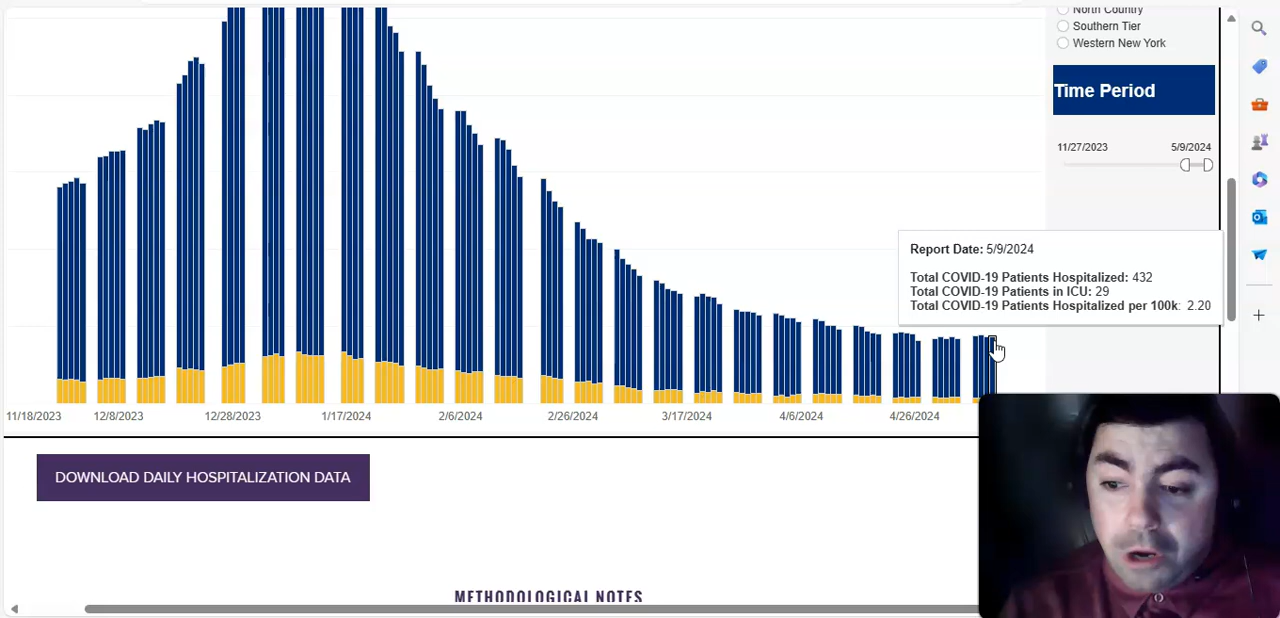 North Country
Southern Tier
Western New York
Time Period
11/27/2023
5/9/2024
Report Date: 5/9/2024
Total COVID-19 Patients Hospitalized: 432
Total COVID-19 Patients in ICU: 29
Total COVID-19 Patients Hospitalized per 100k: 2.20
11/18/2023
12/8/2023
12/28/2023
1/17/2024
2/6/2024
2/26/2024
3/17/2024
4/6/2024
4/26/2024
DOWNLOAD DAILY HOSPITALIZATION DATA
METHODOLOGICAL NOTES